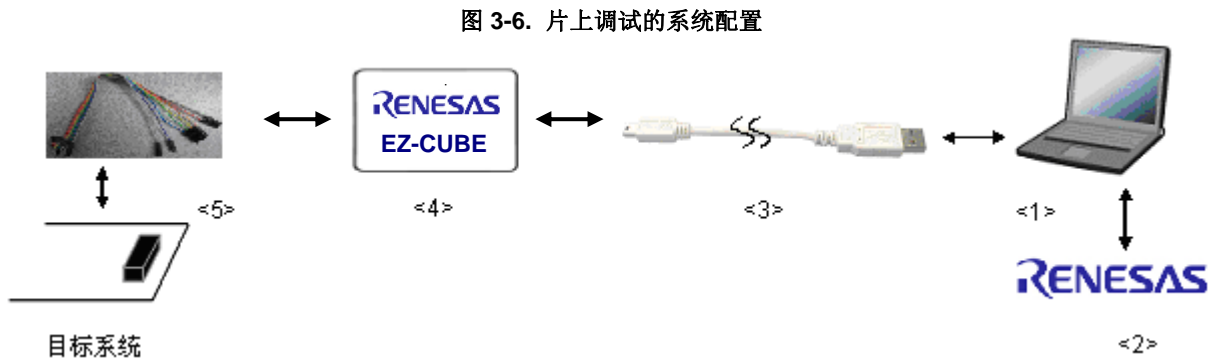 图 3-6. 片上调试的系统配置
RENESAS
EZ-CUBE
<5>
<4>
<3>
<1>
RENESAS
目标系统
<2>